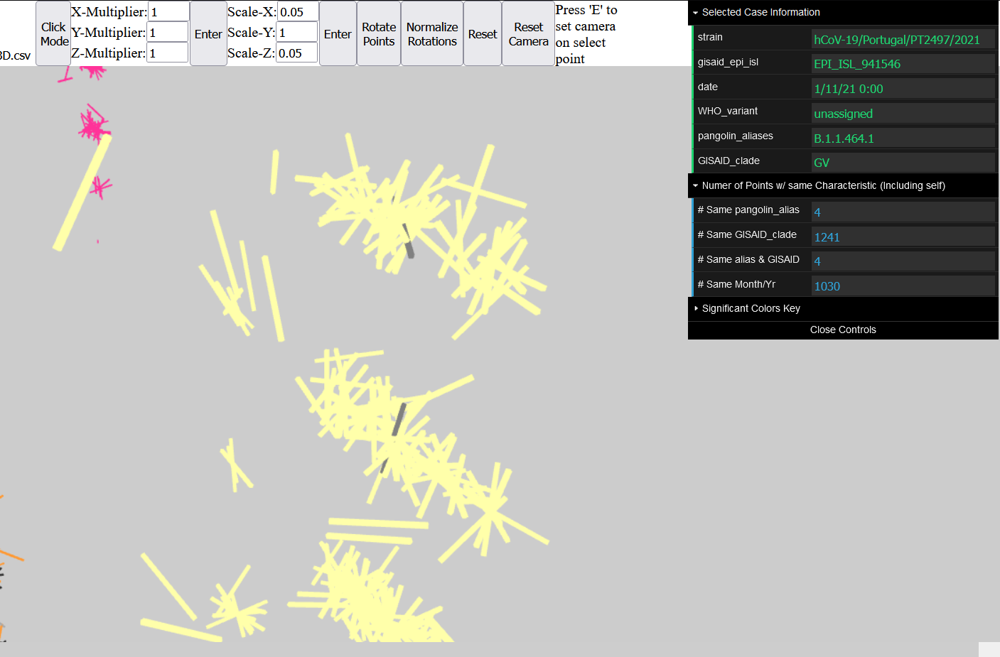 3D.csv
Click Mode
X-Multiplier: 1
Y-Multiplier: 1
Z-Multiplier: 1
Enter
Scale-X: 0.05
Scale-Y: 1
Scale-Z: 0.05
Enter
Rotate Points
Normalize Rotations
Reset
Reset Camera
Press 'E' to
set camera
on select
point
Selected Case Information
strain hCoV-19/Portugal/PT2497/2021
gisaid_epi_isl EPI_ISL_941546
date 1/11/21 0:00
WHO_variant unassigned
pangolin_aliases B.1.1.464.1
GISAID_clade GV
Numer of Points w/ same Characteristic (Including self)
# Same pangolin_alias 4
# Same GISAID_clade 1241
# Same alias & GISAID 4
# Same Month/Yr 1030
Significant Colors Key
Close Controls